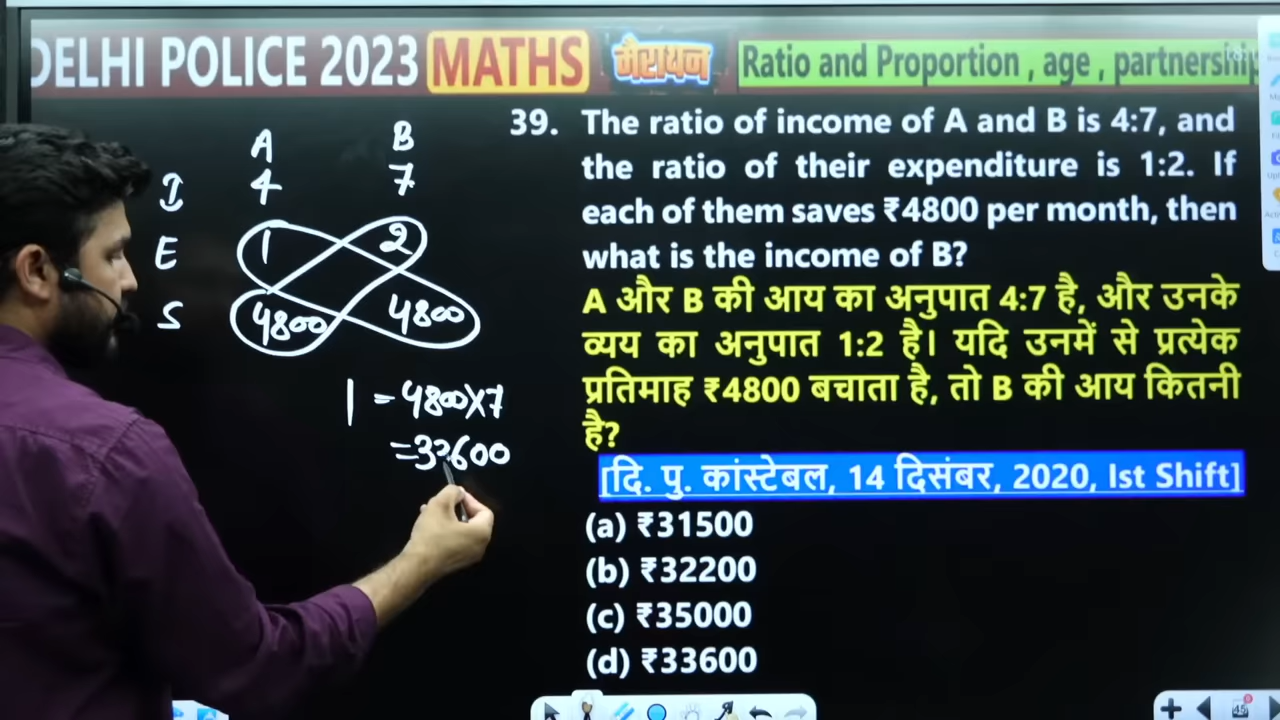 DELHI POLICE 2023 MATHS मैराथन Ratio and Proportion , age , partnership
39. The ratio of income of A and B is 4:7, and
the ratio of their expenditure is 1:2. If
each of them saves ₹4800 per month, then
what is the income of B?
A और B की आय का अनुपात 4:7 है, और उनके
व्यय का अनुपात 1:2 है। यदि उनमें से प्रत्येक
प्रतिमाह ₹4800 बचाता है, तो B की आय कितनी
है?
[दि. पु. कांस्टेबल, 14 दिसंबर, 2020, Ist Shift]
(a) ₹31500
(b) ₹32200
(c) ₹35000
(d) ₹33600
A B
I 4 7
E 1 2
S 4800 4800
1 = 4800X7
=33600
45